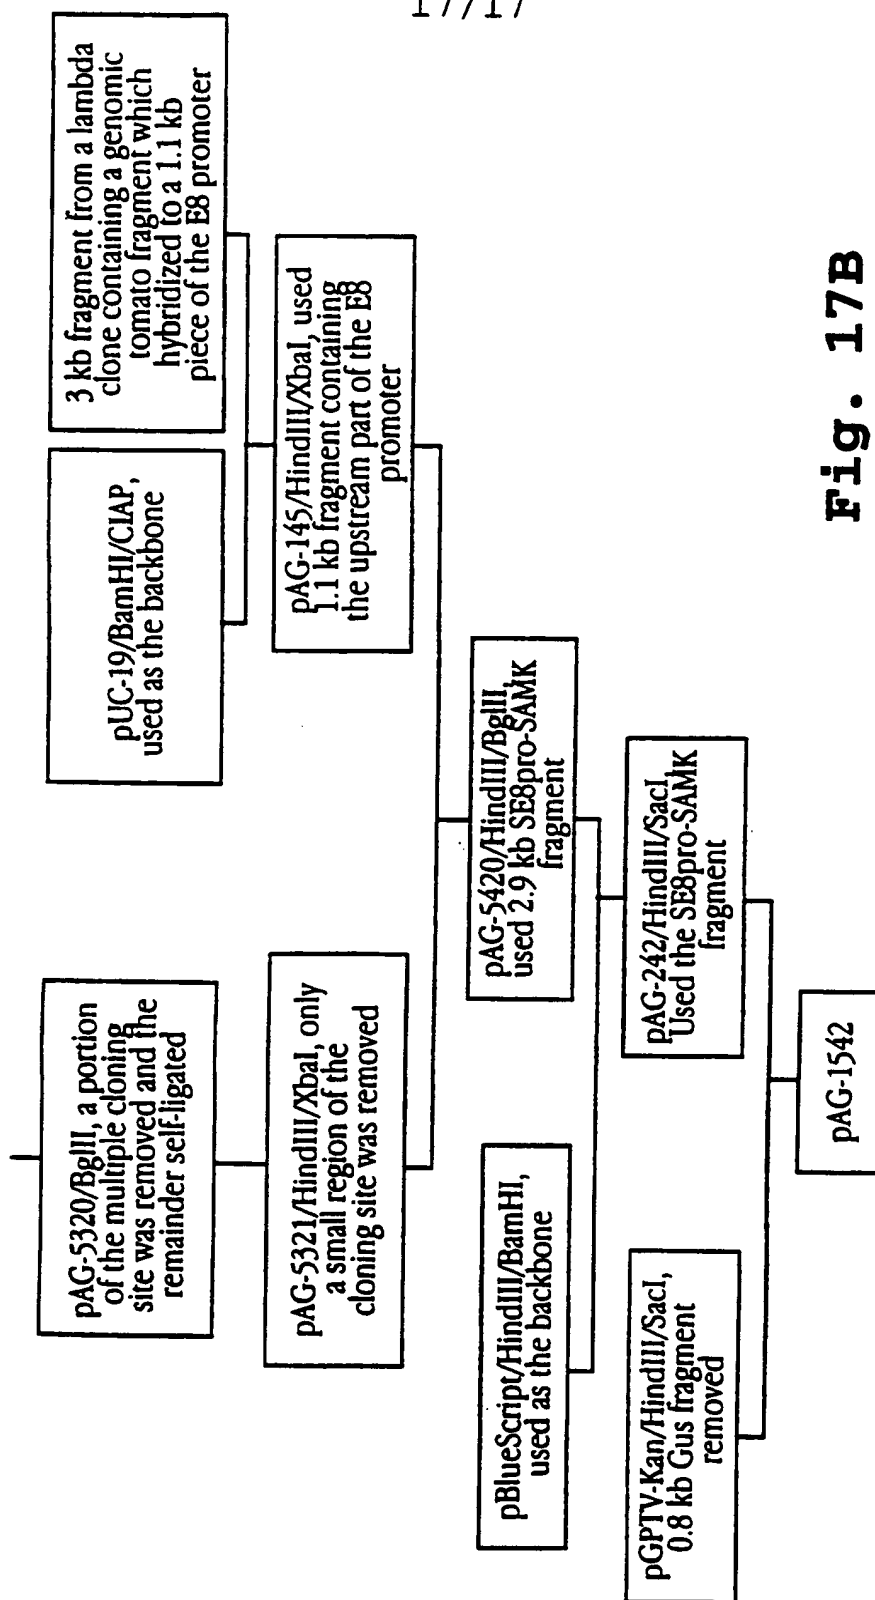 17/17
pAG-5320/BglII, a portion
of the multiple cloning
site was removed and the
remainder self-ligated
pUC-19/BamHI/CIAP,
used as the backbone
3 kb fragment from a lambda
clone containing a genomic
tomato fragment which
hybridized to a 1.1 kb
piece of the E8 promoter
pAG-5321/HindIII/XbaI, only
a small region of the
cloning site was removed
pAG-145/HindIII/XbaI, used
1.1 kb fragment containing
the upstream part of the E8
promoter
pBlueScript/HindIII/BamHI,
used as the backbone
pAG-5420/HindIII/BglII,
used 2.9 kb SE8pro-SAMK
fragment
pGPTV-Kan/HindIII/SacI,
0.8 kb Gus fragment
removed
pAG-242/HindIII/SacI,
Used the SE8pro-SAMK
fragment
pAG-1542
Fig. 17B